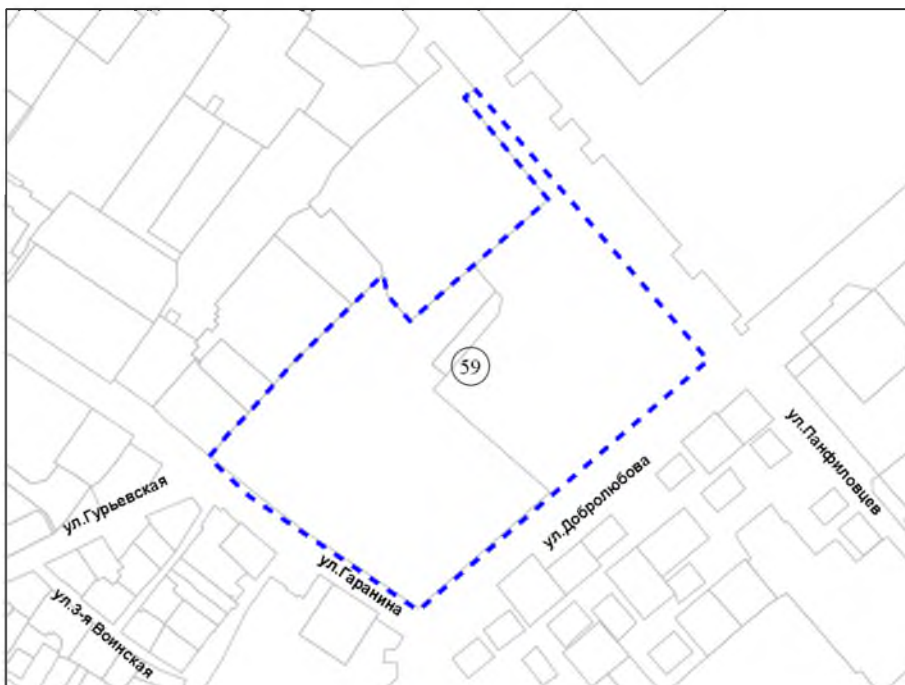 59
ул.Панфиловцев
ул.Добролюбова
ул.Гурьевская
ул.Гаранина
ул.3-я Воинская